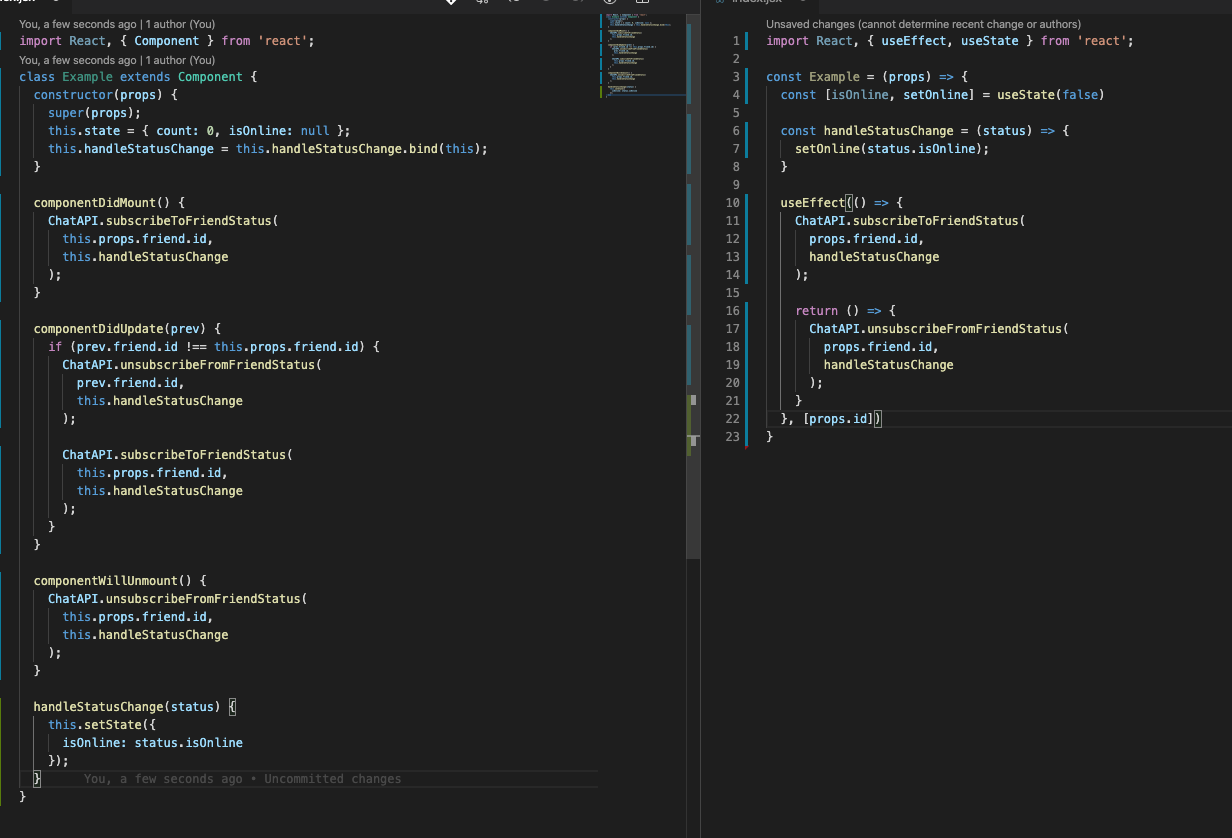 You, a few seconds ago | 1 author (You)
import React, { Component } from 'react';
You, a few seconds ago | 1 author (You)
class Example extends Component {
  constructor(props) {
    super(props);
    this.state = { count: 0, isOnline: null };
    this.handleStatusChange = this.handleStatusChange.bind(this);
  }

  componentDidMount() {
    ChatAPI.subscribeToFriendStatus(
      this.props.friend.id,
      this.handleStatusChange
    );
  }

  componentDidUpdate(prev) {
    if (prev.friend.id !== this.props.friend.id) {
      ChatAPI.unsubscribeFromFriendStatus(
        prev.friend.id,
        this.handleStatusChange
      );

      ChatAPI.subscribeToFriendStatus(
        this.props.friend.id,
        this.handleStatusChange
      );
    }
  }

  componentWillUnmount() {
    ChatAPI.unsubscribeFromFriendStatus(
      this.props.friend.id,
      this.handleStatusChange
    );
  }

  handleStatusChange(status) {
    this.setState({
      isOnline: status.isOnline
    });
  } You, a few seconds ago • Uncommitted changes
}
Unsaved changes (cannot determine recent change or authors)
1 import React, { useEffect, useState } from 'react';
2
3 const Example = (props) => {
4   const [isOnline, setOnline] = useState(false)
5
6   const handleStatusChange = (status) => {
7     setOnline(status.isOnline);
8   }
9
10   useEffect(() => {
11     ChatAPI.subscribeToFriendStatus(
12       props.friend.id,
13       handleStatusChange
14     );
15
16     return () => {
17       ChatAPI.unsubscribeFromFriendStatus(
18         props.friend.id,
19         handleStatusChange
20       );
21     }
22   }, [props.id])
23 }